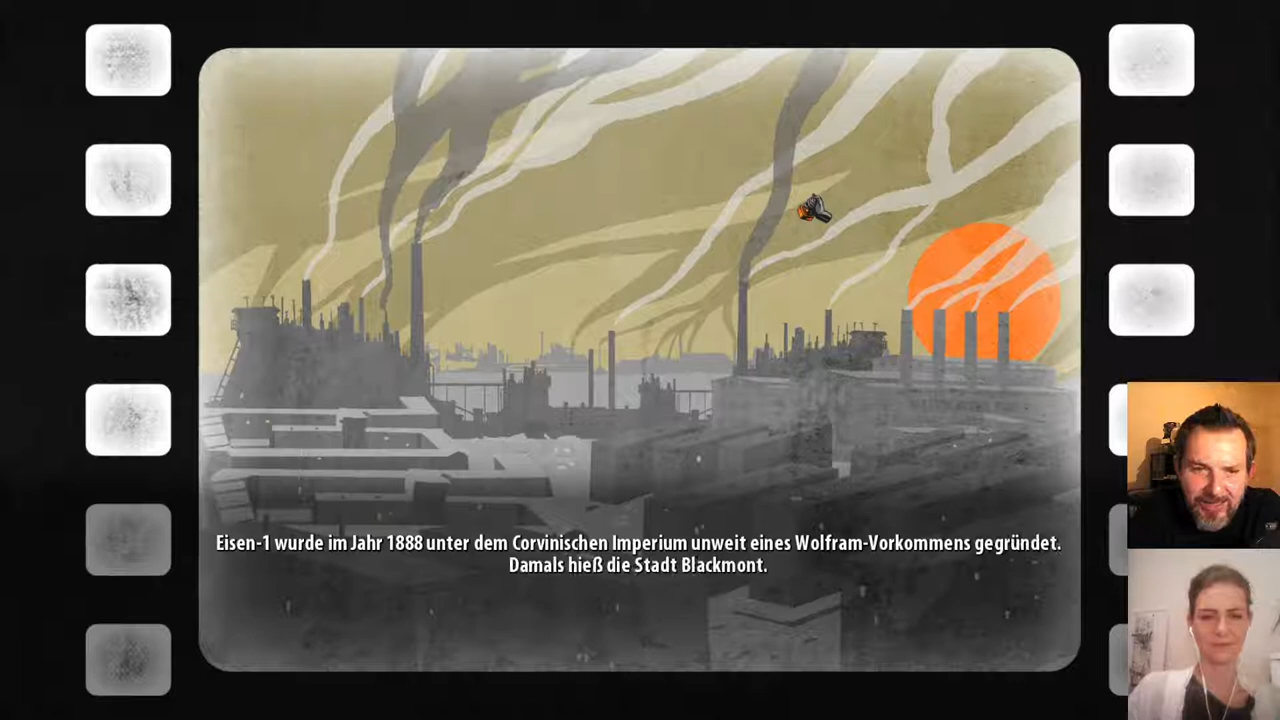 Eisen-1 wurde im Jahr 1888 unter dem Corvinischen Imperium unweit eines Wolfram-Vorkommens gegründet.
Damals hieß die Stadt Blackmont.